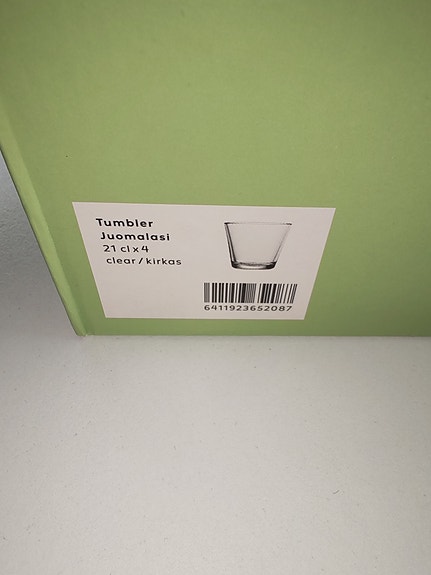 Tumbler
Juomalasi
21 cl x 4
clear/kirkas
6411923652087